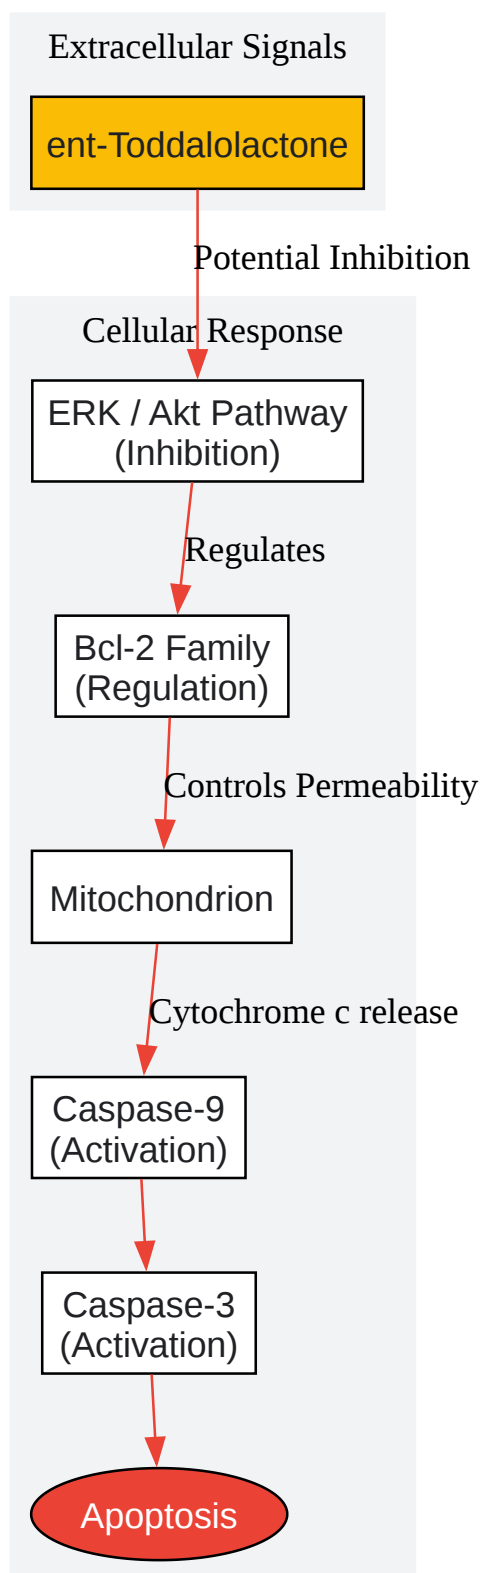 Extracellular Signals
ent-Toddalolactone
Potential Inhibition
Cellular Response
ERK / Akt Pathway
(Inhibition)
Regulates
Bcl-2 Family
(Regulation)
Controls Permeability
Mitochondrion
Cytochrome c release
Caspase-9
(Activation)
Caspase-3
(Activation)
Apoptosis